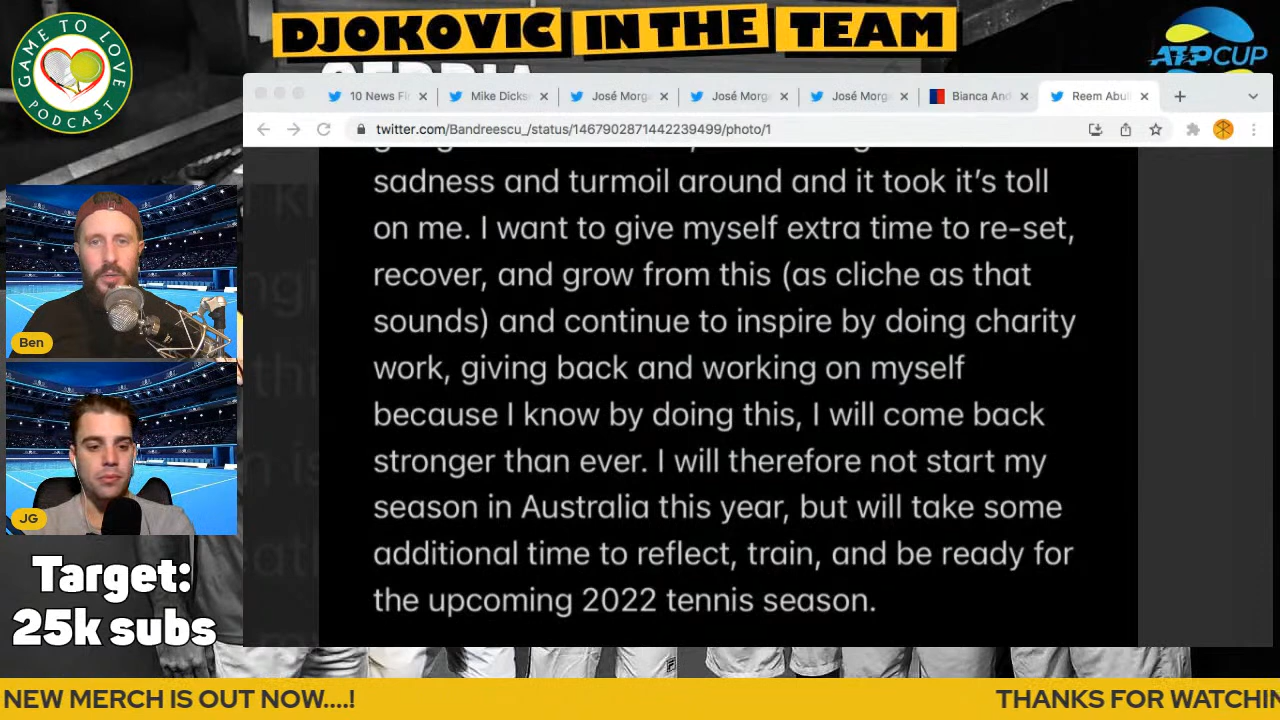 DJOKOVIC IN THE TEAM
GAME TO LOVE
PODCAST
ATP CUP
10 News Fi
Mike Dicks
José Morg
José Morg
José Morg
Bianca And
Reem Abul
twitter.com/Bandreescu_/status/1467902871442239499/photo/1
sadness and turmoil around and it took it’s toll
on me. I want to give myself extra time to re-set,
recover, and grow from this (as cliche as that
sounds) and continue to inspire by doing charity
work, giving back and working on myself
because I know by doing this, I will come back
stronger than ever. I will therefore not start my
season in Australia this year, but will take some
additional time to reflect, train, and be ready for
the upcoming 2022 tennis season.
Ben
JG
Target:
25k subs
NEW MERCH IS OUT NOW....!
THANKS FOR WATCHIN